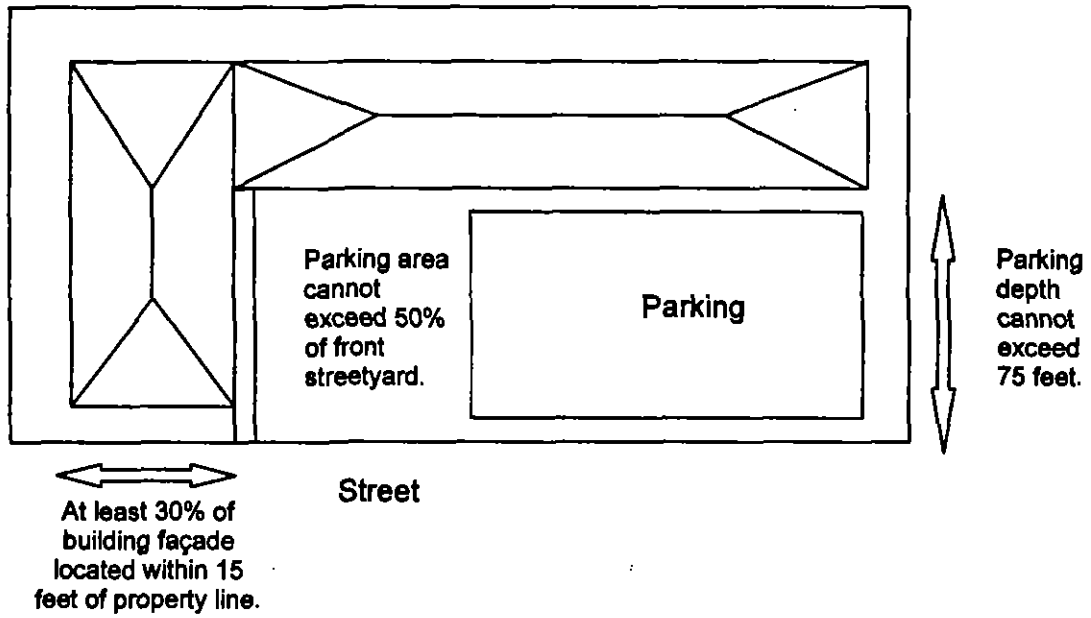 Parking area
cannot
exceed 50%
of front
streetyard.
Parking
Parking
depth
cannot
exceed
75 feet.
Street
At least 30% of
building façade
located within 15
feet of property line.